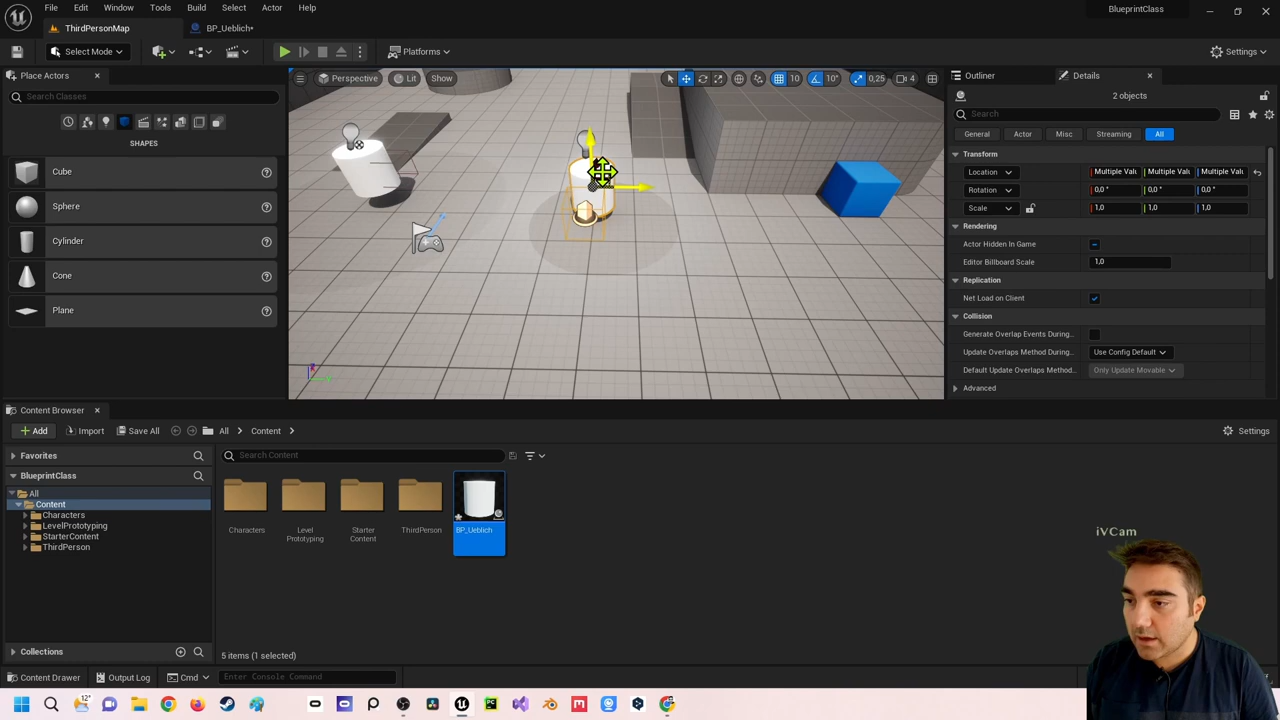 File Edit Window Tools Build Select Actor Help
BlueprintClass
ThirdPersonMap
BP_Ueblich*
Select Mode
Platforms
Settings
Place Actors
Search Classes
SHAPES
Cube
Sphere
Cylinder
Cone
Plane
Perspective
Lit
Show
10
10°
0,25
4
Outliner
Details
2 objects
Search
General
Actor
Misc
Streaming
All
Transform
Location
Multiple Valu
Multiple Valu
Multiple Valu
Rotation
0,0 °
0,0 °
0,0 °
Scale
1,0
1,0
1,0
Rendering
Actor Hidden In Game
Editor Billboard Scale
1,0
Replication
Net Load on Client
Collision
Generate Overlap Events During...
Update Overlaps Method During...
Use Config Default
Default Update Overlaps Method...
Only Update Movable
Advanced
Content Browser
Add
Import
Save All
All
Content
Settings
Favorites
BlueprintClass
All
Content
Characters
LevelPrototyping
StarterContent
ThirdPerson
Collections
Search Content
Characters
Level
Prototyping
Starter
Content
ThirdPerson
BP_Ueblich
5 items (1 selected)
iVCam
Content Drawer
Output Log
Cmd
Enter Console Command
12°